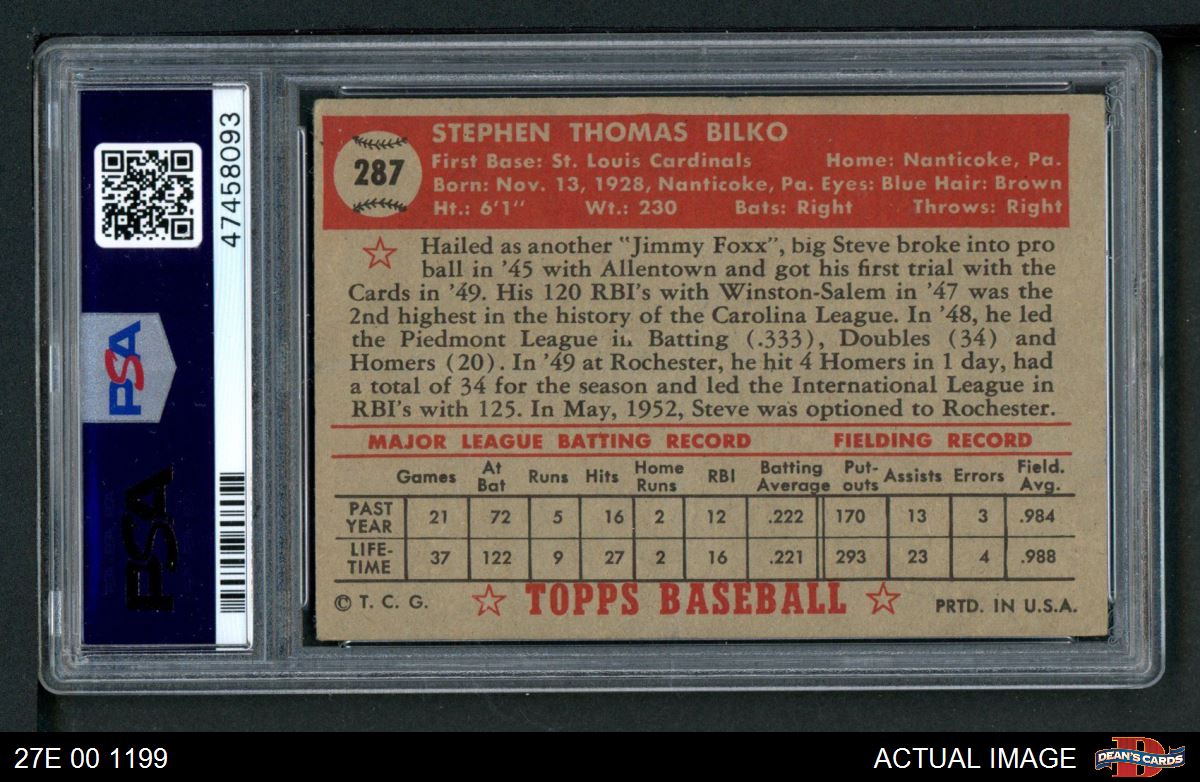 PSA
PSA
47458093
287
STEPHEN THOMAS BILKO
First Base: St. Louis Cardinals Home: Nanticoke, Pa.
Born: Nov. 13, 1928, Nanticoke, Pa. Eyes: Blue Hair: Brown
Ht.: 6'1" Wt.: 230 Bats: Right Throws: Right
Hailed as another "Jimmy Foxx", big Steve broke into pro
ball in '45 with Allentown and got his first trial with the
Cards in '49. His 120 RBI's with Winston-Salem in '47 was the
2nd highest in the history of the Carolina League. In '48, he led
the Piedmont League in Batting (.333), Doubles (34) and
Homers (20). In '49 at Rochester, he hit 4 Homers in 1 day, had
a total of 34 for the season and led the International League in
RBI's with 125. In May, 1952, Steve was optioned to Rochester.
MAJOR LEAGUE BATTING RECORD FIELDING RECORD
Games At Bat Runs Hits Home Runs RBI Batting Average Put-outs Assists Errors Field. Avg.
PAST YEAR 21 72 5 16 2 12 .222 170 13 3 .984
LIFE-TIME 37 122 9 27 2 16 .221 293 23 4 .988
© T. C. G. TOPPS BASEBALL PRTD. IN U.S.A.
27E 00 1199 ACTUAL IMAGE DEAN'S CARDS